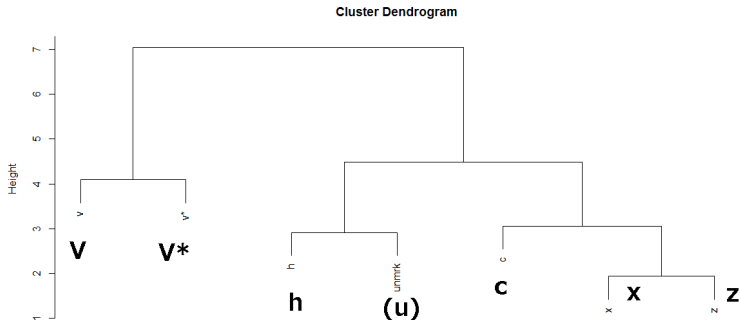 Cluster Dendrogram
Height
7
6
5
4
3
2
1
v
v*
h
unmrk
c
x
z
V
V*
h
(u)
c
x
z